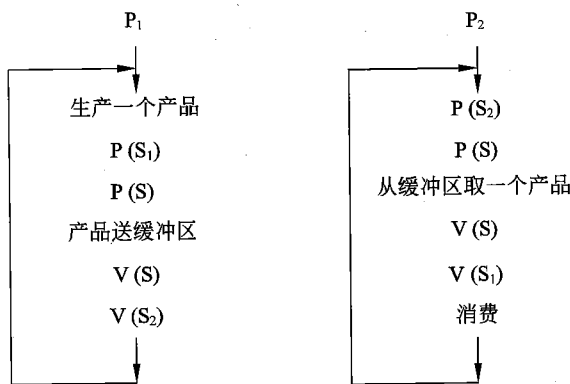 P₁
生产一个产品
P (S₁)
P (S)
产品送缓冲区
V (S)
V (S₂)
P₂
P (S₂)
P (S)
从缓冲区取一个产品
V (S)
V (S₁)
消费